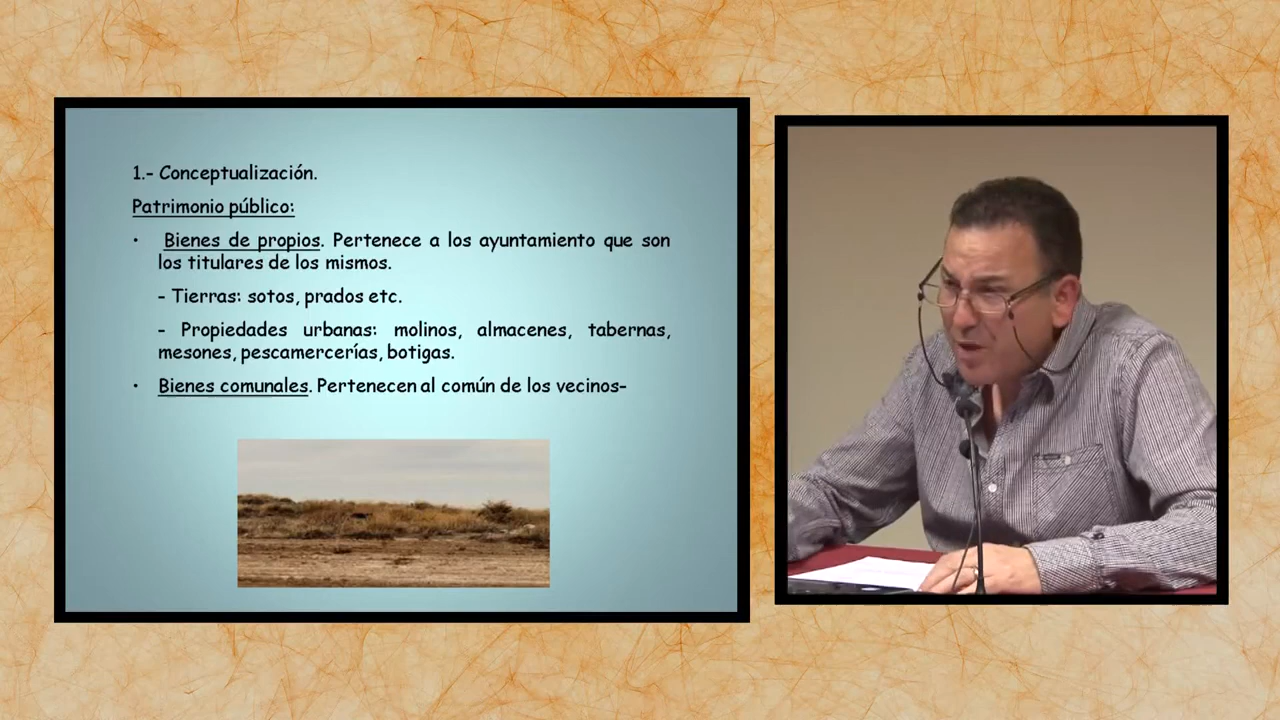 1.- Conceptualización.
Patrimonio público:
• Bienes de propios. Pertenece a los ayuntamiento que son
los titulares de los mismos.
- Tierras: sotos, prados etc.
- Propiedades urbanas: molinos, almacenes, tabernas,
mesones, pescamercerías, botigas.
• Bienes comunales. Pertenecen al común de los vecinos-